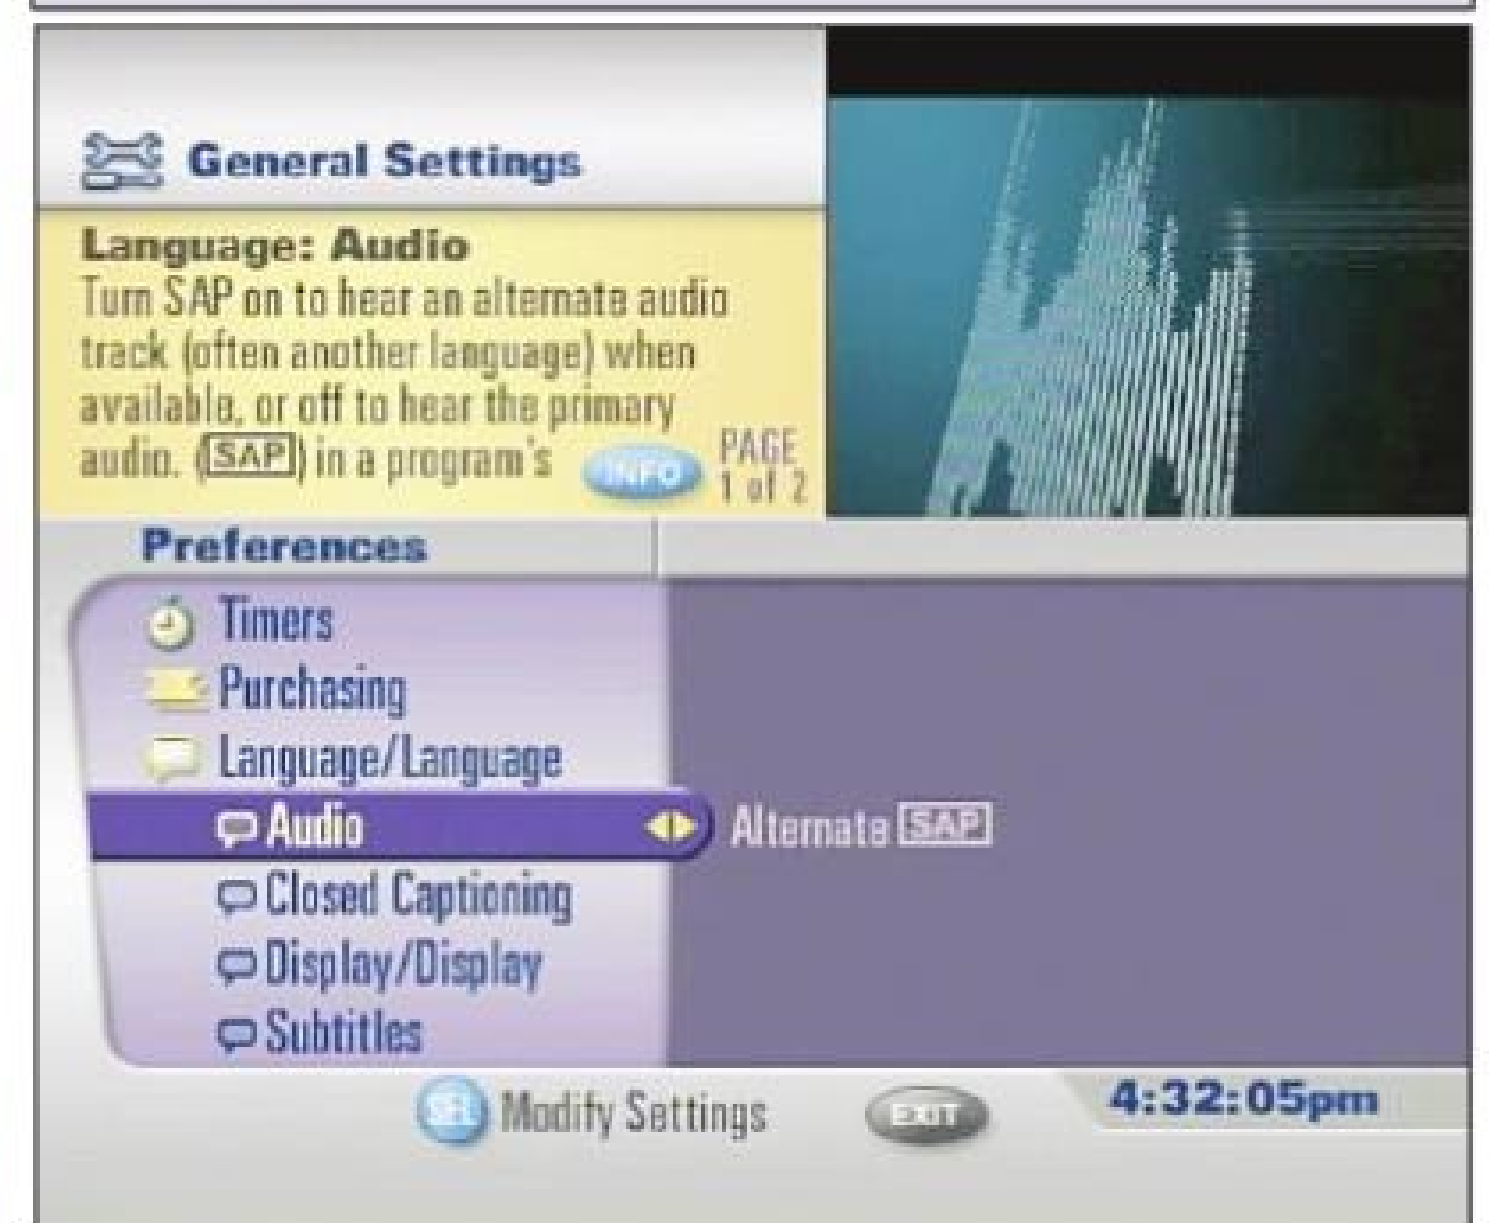 General Settings
Language: Audio
Turn SAP on to hear an alternate audio
track (often another language) when
available, or off to hear the primary
audio. (SAP) in a program's
INFO
PAGE
1 of 2
Preferences
Timers
Purchasing
Language/Language
Audio
Alternate SAP
Closed Captioning
Display/Display
Subtitles
SEL Modify Settings
EXIT
4:32:05pm